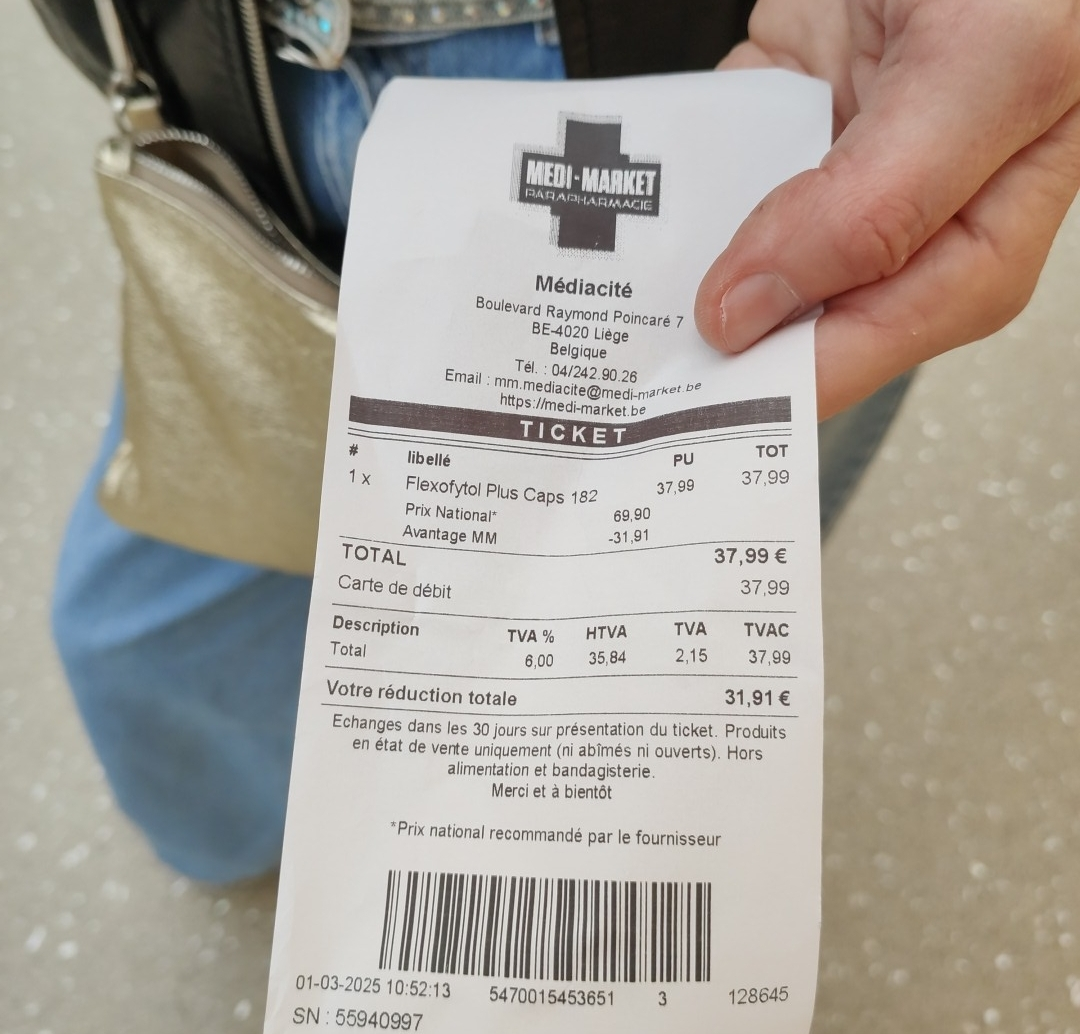 MEDI-MARKET
PARAPHARMACIE
Médiacité
Boulevard Raymond Poincaré 7
BE-4020 Liège
Belgique
Tél. : 04/242.90.26
Email : mm.mediacite@medi-market.be
https://medi-market.be
TICKET
# libellé PU TOT
1 x Flexofytol Plus Caps 182 37,99 37,99
Prix National* 69,90
Avantage MM -31,91
TOTAL 37,99 €
Carte de débit 37,99
Description TVA % HTVA TVA TVAC
Total 6,00 35,84 2,15 37,99
Votre réduction totale 31,91 €
Echanges dans les 30 jours sur présentation du ticket. Produits
en état de vente uniquement (ni abîmés ni ouverts). Hors
alimentation et bandagisterie.
Merci et à bientôt
*Prix national recommandé par le fournisseur
01-03-2025 10:52:13 5470015453651 3 128645
SN : 55940997